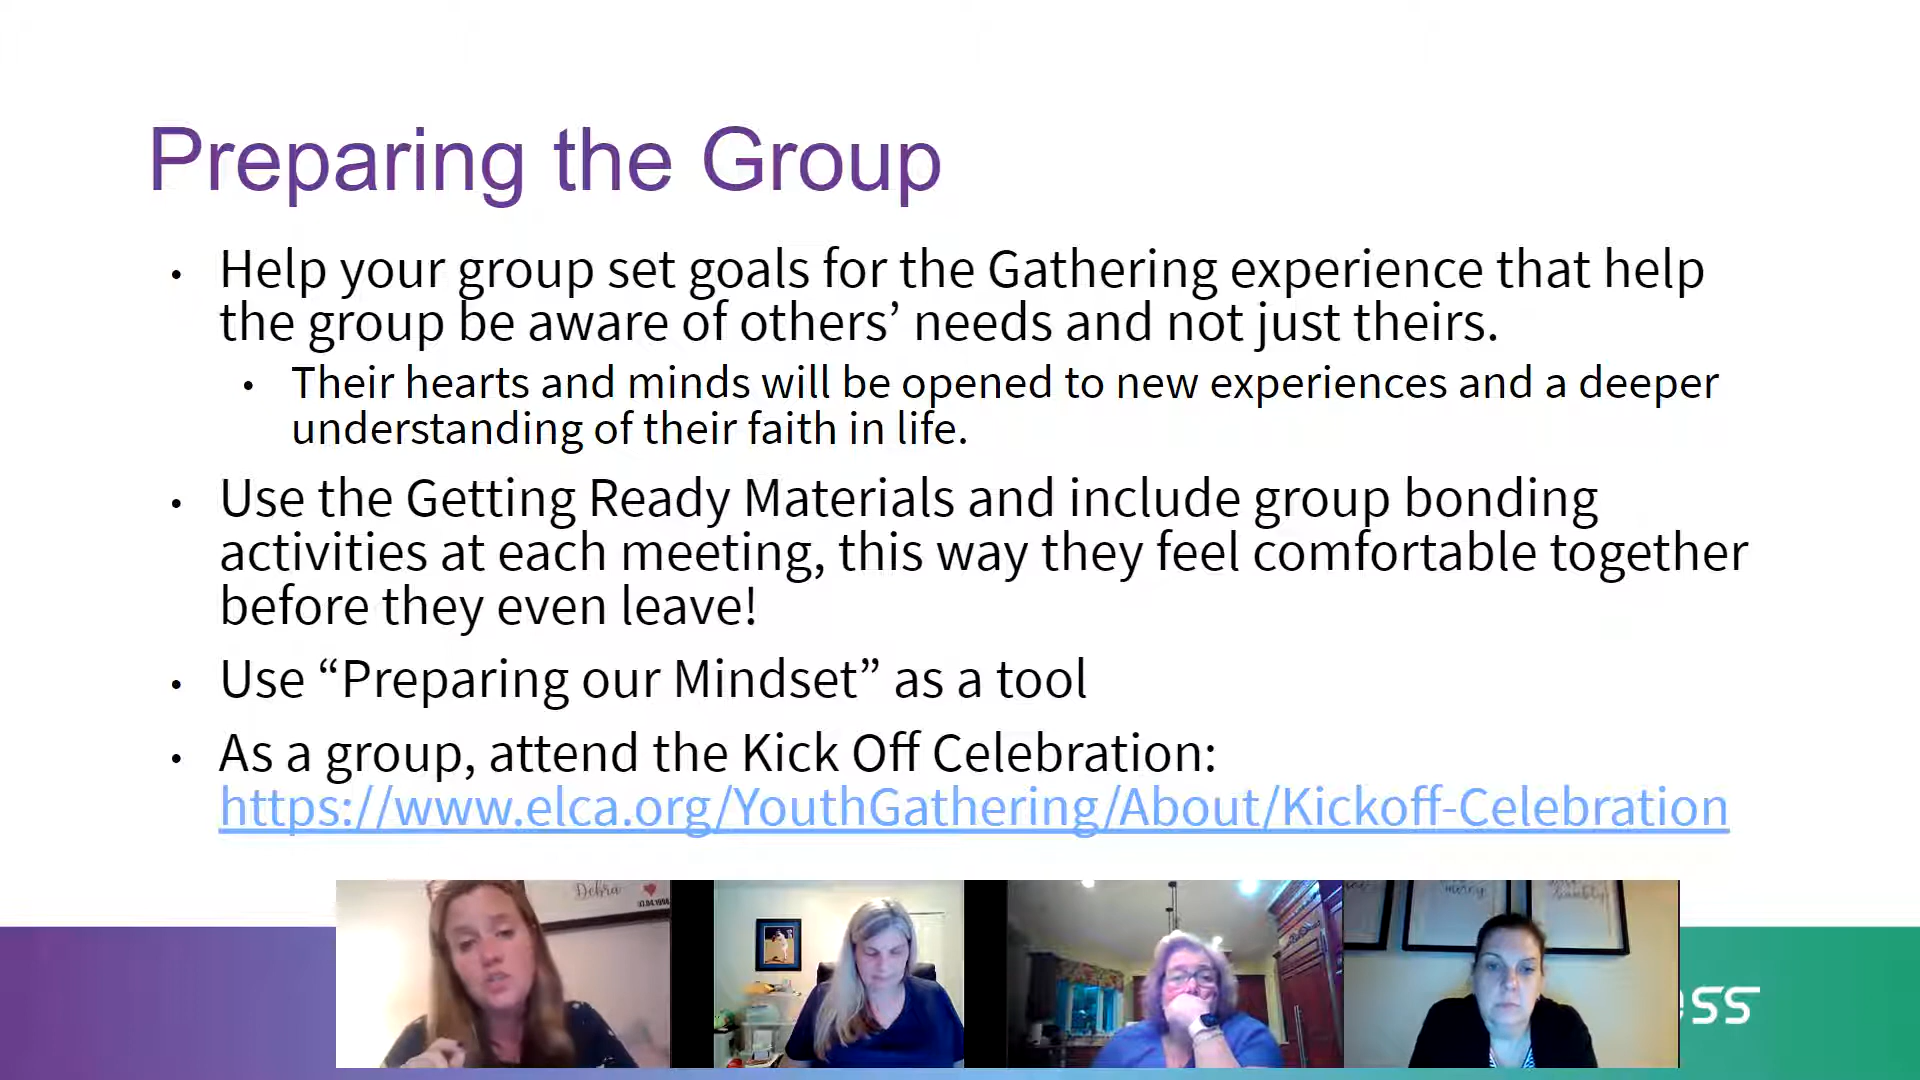 Preparing the Group
• Help your group set goals for the Gathering experience that help
the group be aware of others’ needs and not just theirs.
• Their hearts and minds will be opened to new experiences and a deeper
understanding of their faith in life.
• Use the Getting Ready Materials and include group bonding
activities at each meeting, this way they feel comfortable together
before they even leave!
• Use “Preparing our Mindset” as a tool
• As a group, attend the Kick Off Celebration:
https://www.elca.org/YouthGathering/About/Kickoff-Celebration
Debra
mercy
humbly